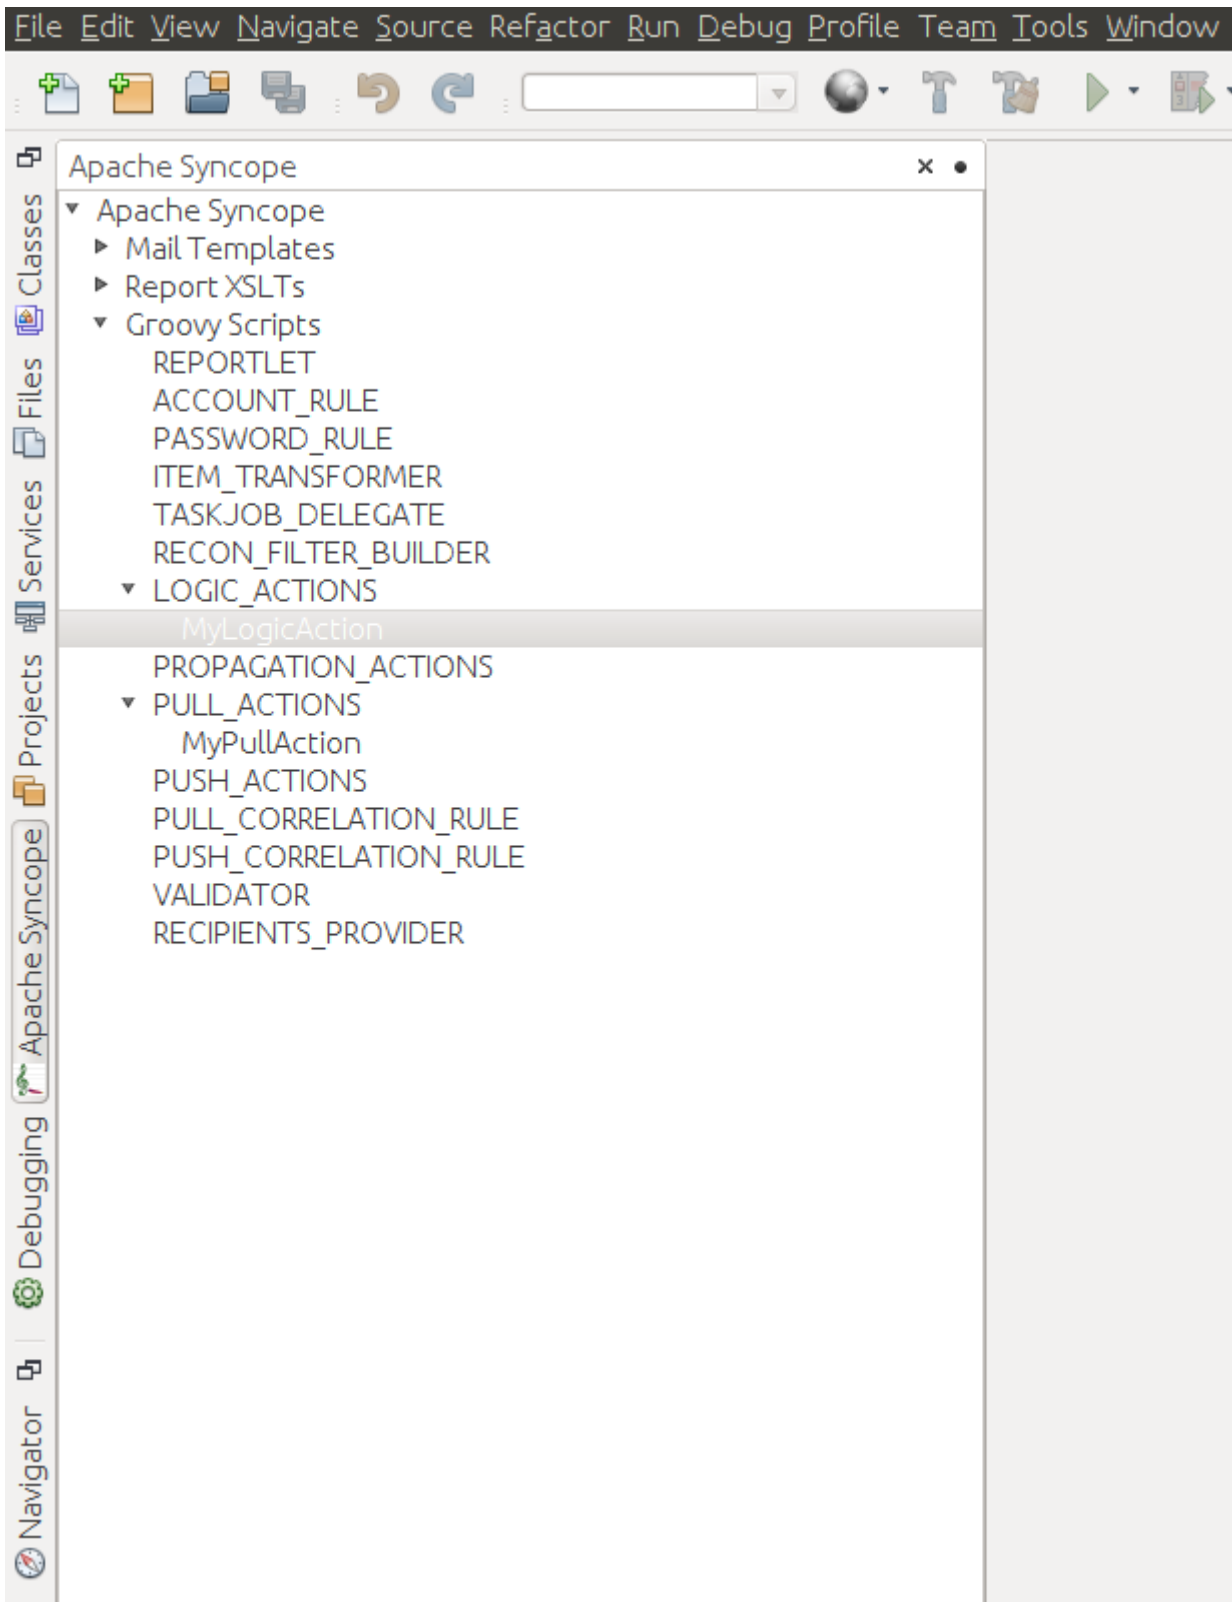 File Edit View Navigate Source Refactor Run Debug Profile Team Tools Window
Apache Syncope
Apache Syncope
Mail Templates
Report XSLTs
Groovy Scripts
REPORTLET
ACCOUNT_RULE
PASSWORD_RULE
ITEM_TRANSFORMER
TASKJOB_DELEGATE
RECON_FILTER_BUILDER
LOGIC_ACTIONS
MyLogicAction
PROPAGATION_ACTIONS
PULL_ACTIONS
MyPullAction
PUSH_ACTIONS
PULL_CORRELATION_RULE
PUSH_CORRELATION_RULE
VALIDATOR
RECIPIENTS_PROVIDER
Classes
Files
Services
Projects
Apache Syncope
Debugging
Navigator